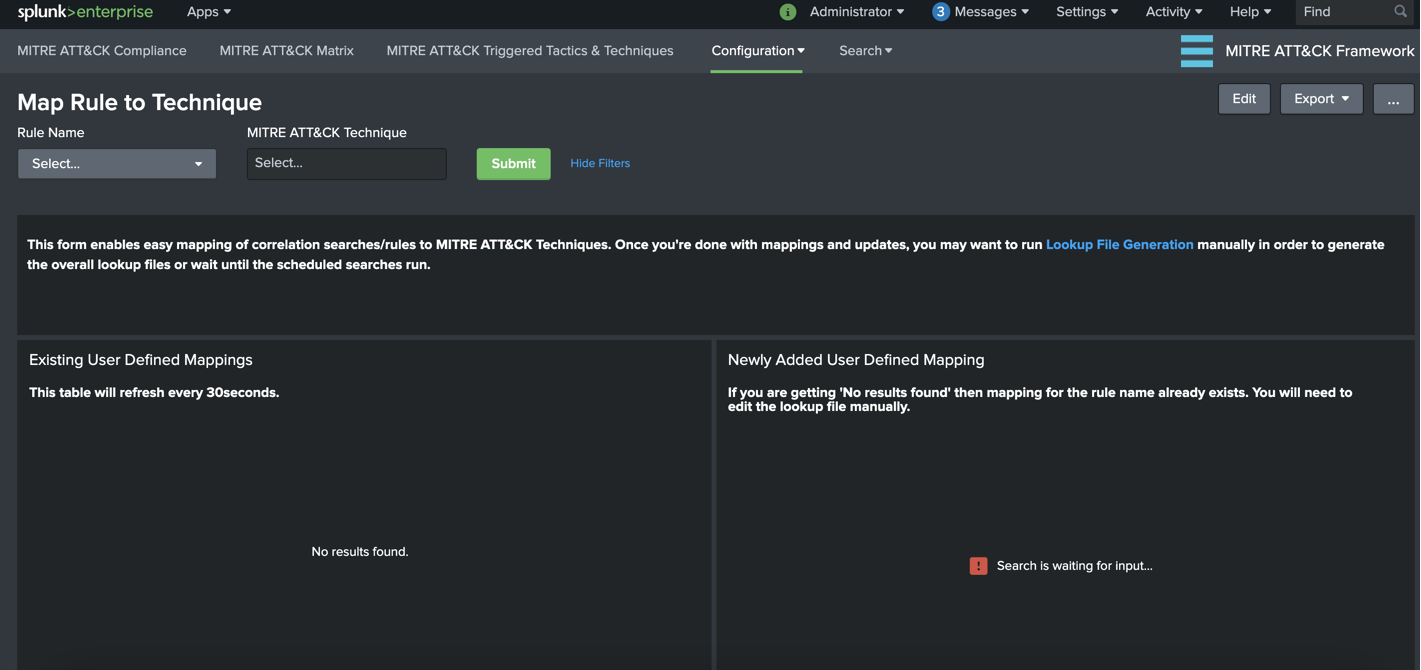 splunk>enterprise Apps Administrator 3 Messages Settings Activity Help Find
MITRE ATT&CK Compliance MITRE ATT&CK Matrix MITRE ATT&CK Triggered Tactics & Techniques Configuration Search MITRE ATT&CK Framework
Map Rule to Technique Edit Export ...
Rule Name MITRE ATT&CK Technique
Select... Select... Submit Hide Filters
This form enables easy mapping of correlation searches/rules to MITRE ATT&CK Techniques. Once you're done with mappings and updates, you may want to run Lookup File Generation manually in order to generate
the overall lookup files or wait until the scheduled searches run.
Existing User Defined Mappings
This table will refresh every 30seconds.
No results found.
Newly Added User Defined Mapping
If you are getting 'No results found' then mapping for the rule name already exists. You will need to
edit the lookup file manually.
! Search is waiting for input...